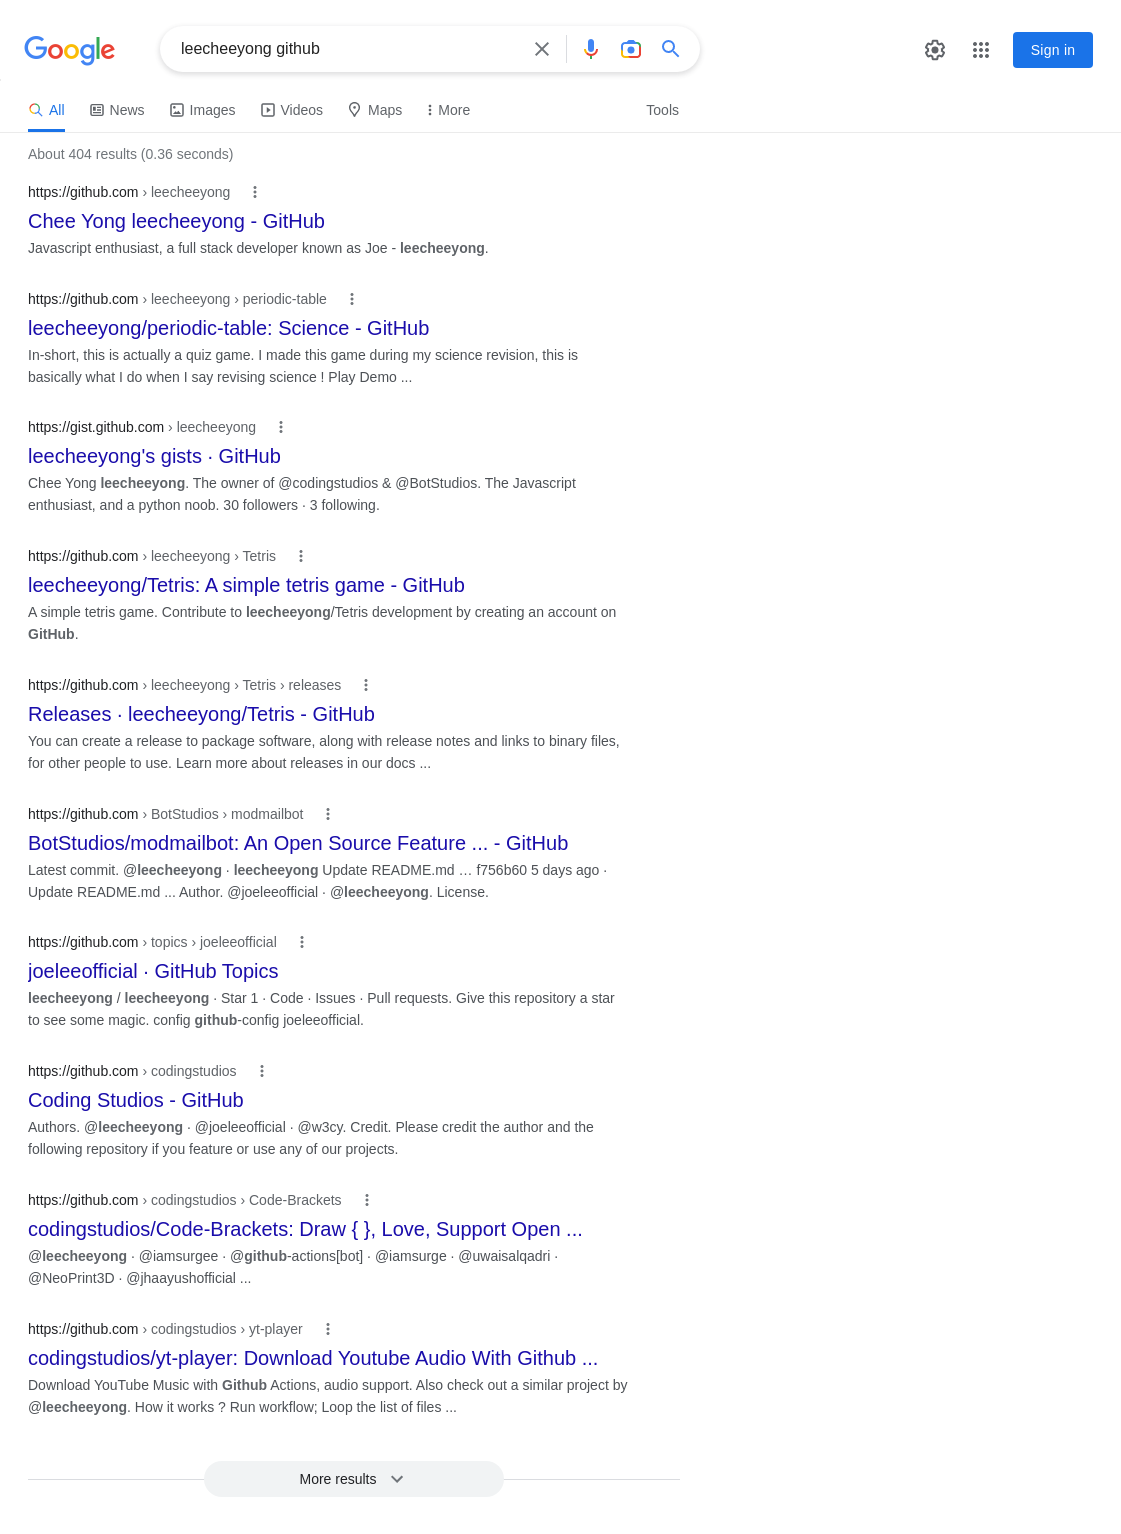 Google
leecheeyong github
Sign in
All News Images Videos Maps More Tools
About 404 results (0.36 seconds)
https://github.com › leecheeyong
Chee Yong leecheeyong - GitHub
Javascript enthusiast, a full stack developer known as Joe - leecheeyong.
https://github.com › leecheeyong › periodic-table
leecheeyong/periodic-table: Science - GitHub
In-short, this is actually a quiz game. I made this game during my science revision, this is
basically what I do when I say revising science ! Play Demo ...
https://gist.github.com › leecheeyong
leecheeyong's gists · GitHub
Chee Yong leecheeyong. The owner of @codingstudios & @BotStudios. The Javascript
enthusiast, and a python noob. 30 followers · 3 following.
https://github.com › leecheeyong › Tetris
leecheeyong/Tetris: A simple tetris game - GitHub
A simple tetris game. Contribute to leecheeyong/Tetris development by creating an account on
GitHub.
https://github.com › leecheeyong › Tetris › releases
Releases · leecheeyong/Tetris - GitHub
You can create a release to package software, along with release notes and links to binary files,
for other people to use. Learn more about releases in our docs ...
https://github.com › BotStudios › modmailbot
BotStudios/modmailbot: An Open Source Feature ... - GitHub
Latest commit. @leecheeyong · leecheeyong Update README.md … f756b60 5 days ago ·
Update README.md ... Author. @joeleeofficial · @leecheeyong. License.
https://github.com › topics › joeleeofficial
joeleeofficial · GitHub Topics
leecheeyong / leecheeyong · Star 1 · Code · Issues · Pull requests. Give this repository a star
to see some magic. config github-config joeleeofficial.
https://github.com › codingstudios
Coding Studios - GitHub
Authors. @leecheeyong · @joeleeofficial · @w3cy. Credit. Please credit the author and the
following repository if you feature or use any of our projects.
https://github.com › codingstudios › Code-Brackets
codingstudios/Code-Brackets: Draw { }, Love, Support Open ...
@leecheeyong · @iamsurgee · @github-actions[bot] · @iamsurge · @uwaisalqadri ·
@NeoPrint3D · @jhaayushofficial ...
https://github.com › codingstudios › yt-player
codingstudios/yt-player: Download Youtube Audio With Github ...
Download YouTube Music with Github Actions, audio support. Also check out a similar project by
@leecheeyong. How it works ? Run workflow; Loop the list of files ...
More results